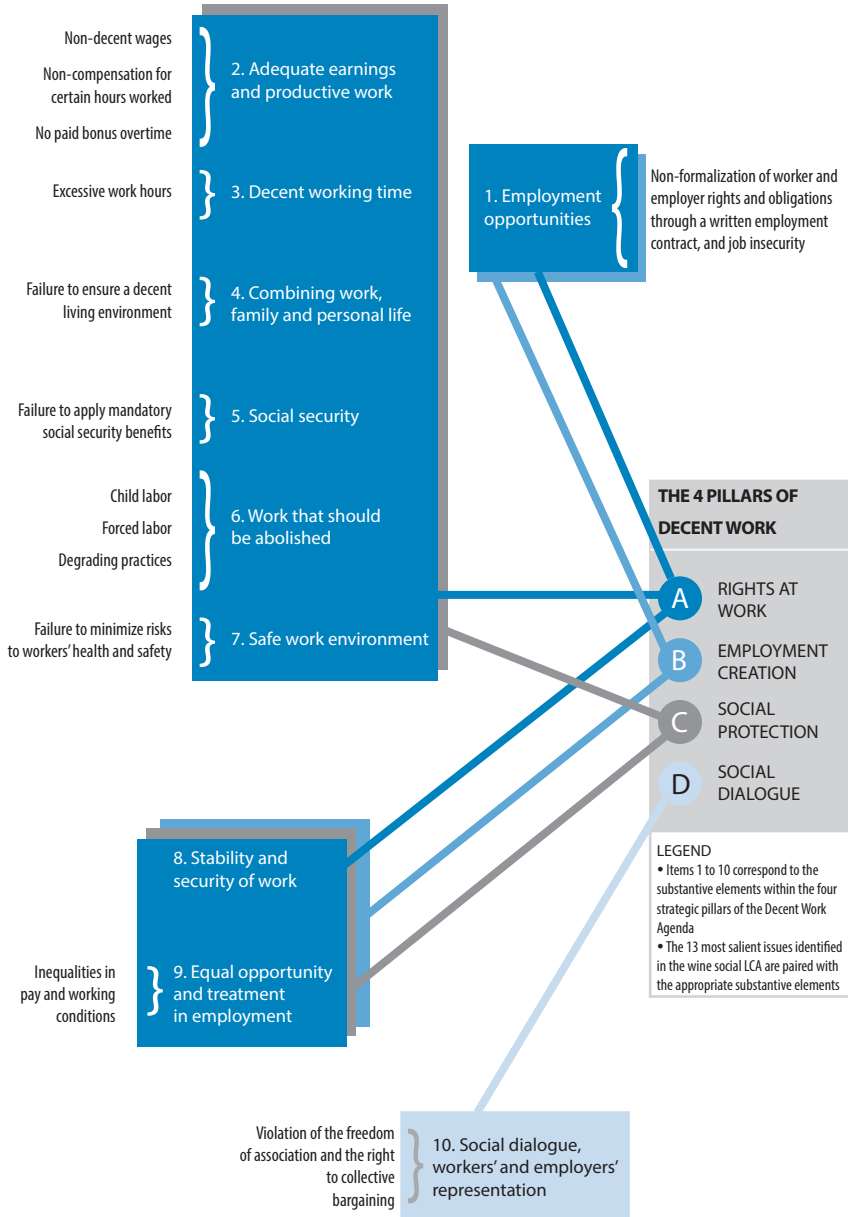 Non-decent wages
Non-compensation for
certain hours worked
No paid bonus overtime
2. Adequate earnings
and productive work
Excessive work hours
3. Decent working time
Failure to ensure a decent
living environment
4. Combining work,
family and personal life
Failure to apply mandatory
social security benefits
5. Social security
Child labor
Forced labor
Degrading practices
6. Work that should
be abolished
Failure to minimize risks
to workers' health and safety
7. Safe work environment
1. Employment
opportunities
Non-formalization of worker and
employer rights and obligations
through a written employment
contract, and job insecurity
THE 4 PILLARS OF
DECENT WORK
A
RIGHTS AT
WORK
B
EMPLOYMENT
CREATION
C
SOCIAL
PROTECTION
D
SOCIAL
DIALOGUE
LEGEND
• Items 1 to 10 correspond to the
substantive elements within the four
strategic pillars of the Decent Work
Agenda
• The 13 most salient issues identified
in the wine social LCA are paired with
the appropriate substantive elements
8. Stability and
security of work
Inequalities in
pay and working
conditions
9. Equal opportunity
and treatment
in employment
Violation of the freedom
of association and the right
to collective
bargaining
10. Social dialogue,
workers' and employers'
representation